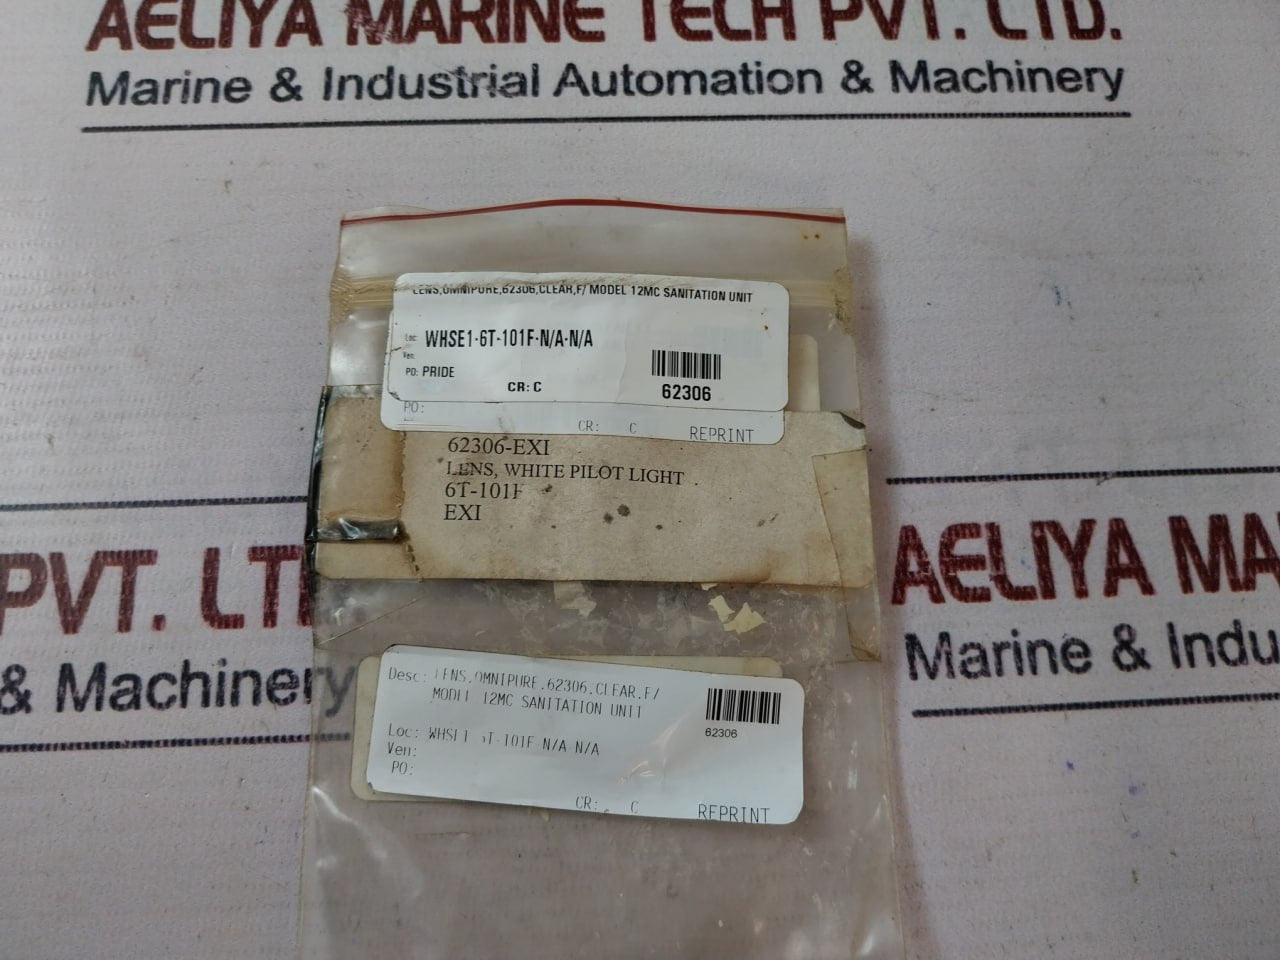 AELIYA MARINE TECH PVT. LTD.
Marine & Industrial Automation & Machinery
LENS,OMNIPURE,62306,CLEAR,F/ MODEL 12MC SANITATION UNIT
Loc: WHSE1-6T-101F-N/A-N/A
Ven:
PO: PRIDE
CR: C
62306
PO:
CR: C REPRINT
62306-EXI
LENS, WHITE PILOT LIGHT
6T-101F
EXI
PVT. LT
& Machinery
AELIYA MA
Marine & Indu
Desc: LENS,OMNIPURE,62306,CLEAR,F/
MODEL 12MC SANITATION UNIT
62306
Loc: WHSE1 6T-101F-N/A-N/A
Ven:
PO:
CR: C REPRINT